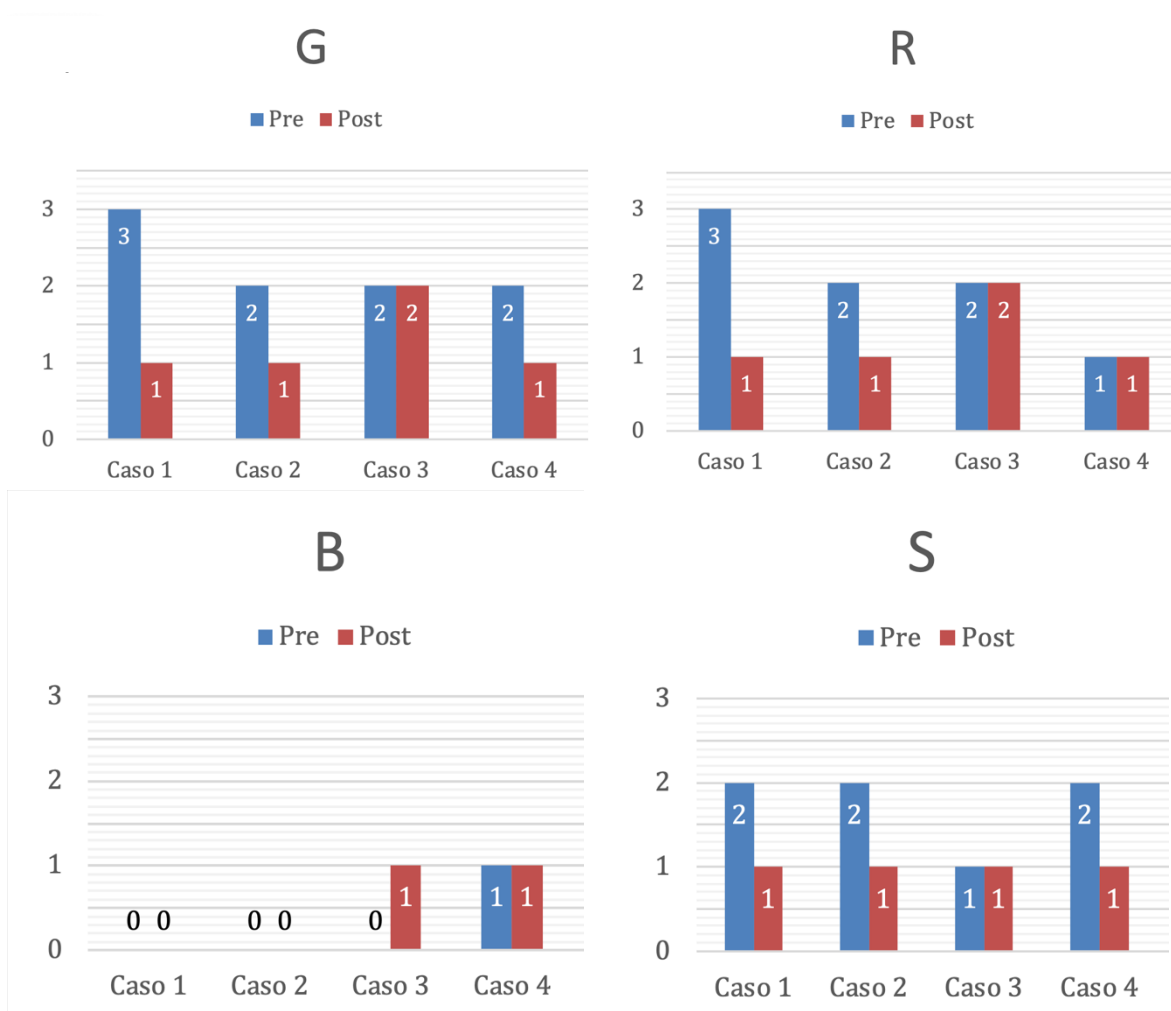 G
Pre Post
3
2
1
0
3 1 2 1 2 2 2 1
Caso 1 Caso 2 Caso 3 Caso 4
R
Pre Post
3
2
1
0
3 1 2 1 2 2 1 1
Caso 1 Caso 2 Caso 3 Caso 4
B
Pre Post
3
2
1
0
0 0 0 0 0 1 1 1
Caso 1 Caso 2 Caso 3 Caso 4
S
Pre Post
3
2
1
0
2 1 2 1 1 1 2 1
Caso 1 Caso 2 Caso 3 Caso 4